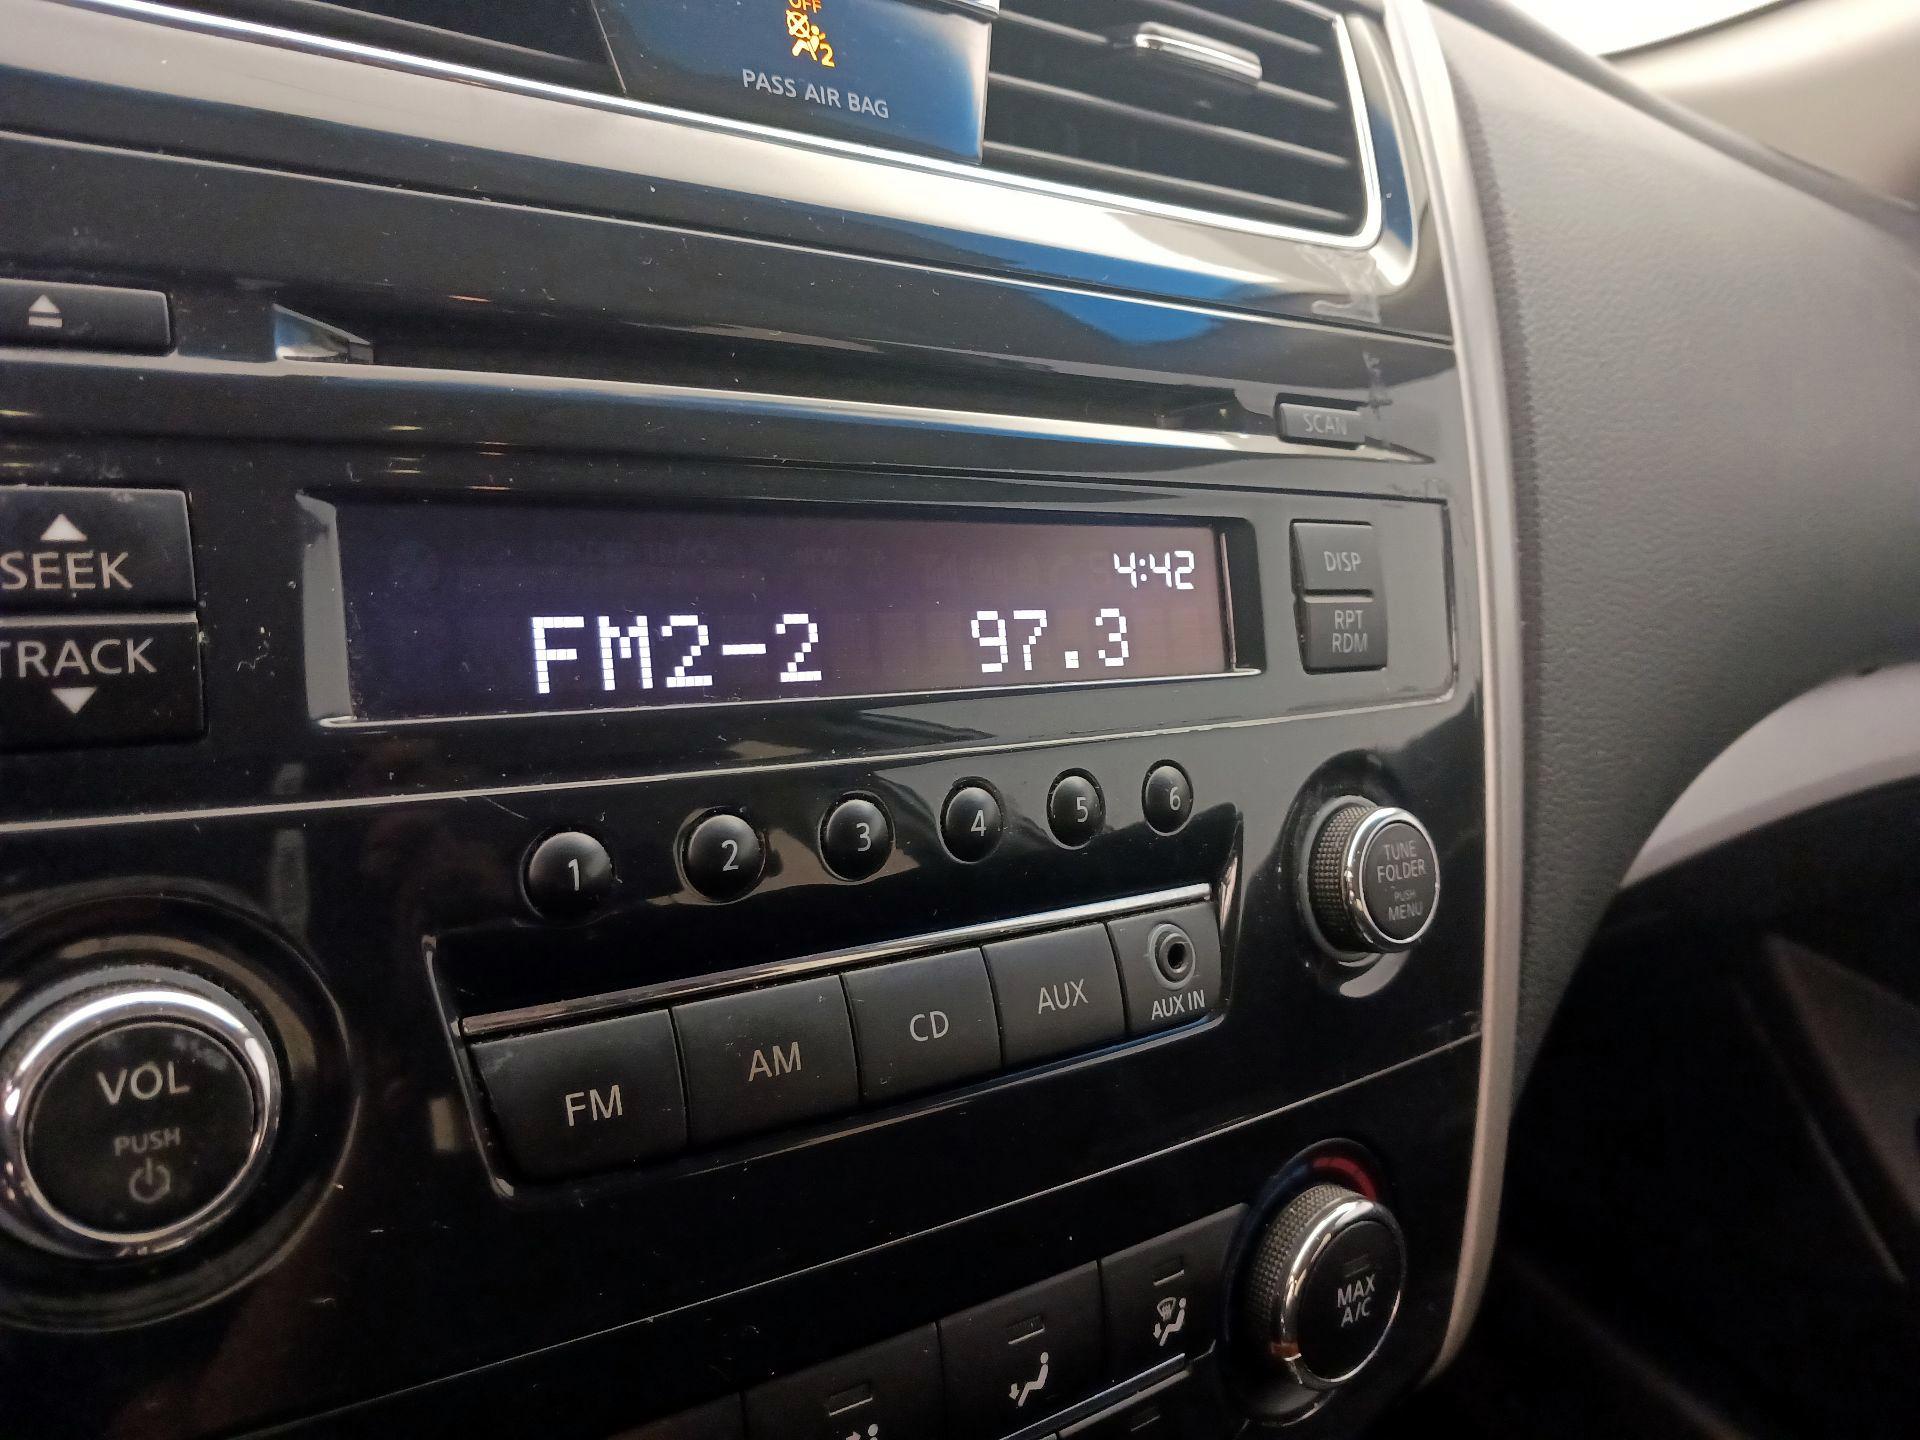 OFF
2
PASS AIR BAG
SCAN
SEEK
TRACK
4:42
FM2-2 97.3
DISP
RPT
RDM
1 2 3 4 5 6
TUNE
FOLDER
PUSH
MENU
FM AM CD AUX AUX IN
VOL
PUSH
MAX
A/C